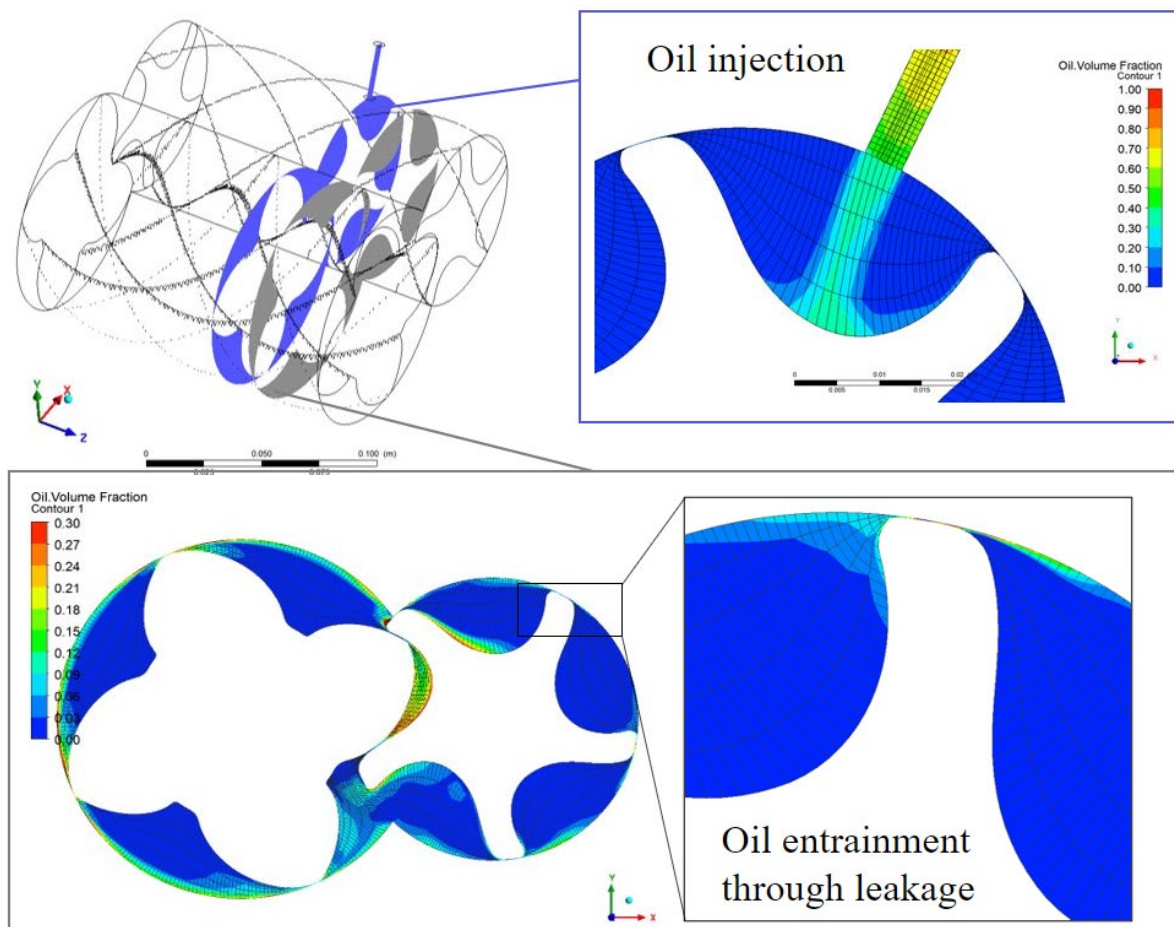 Oil injection
Oil.Volume Fraction
Contour 1
1.00
0.90
0.80
0.70
0.60
0.50
0.40
0.30
0.20
0.10
0.00
Y
X
0 0.01 0.02
0.005 0.015
Y
X
Z
0 0.050 0.100 (m)
0.025 0.075
Oil.Volume Fraction
Contour 1
0.30
0.27
0.24
0.21
0.18
0.15
0.12
0.09
0.06
0.03
0.00
Y
X
Oil entrainment
through leakage